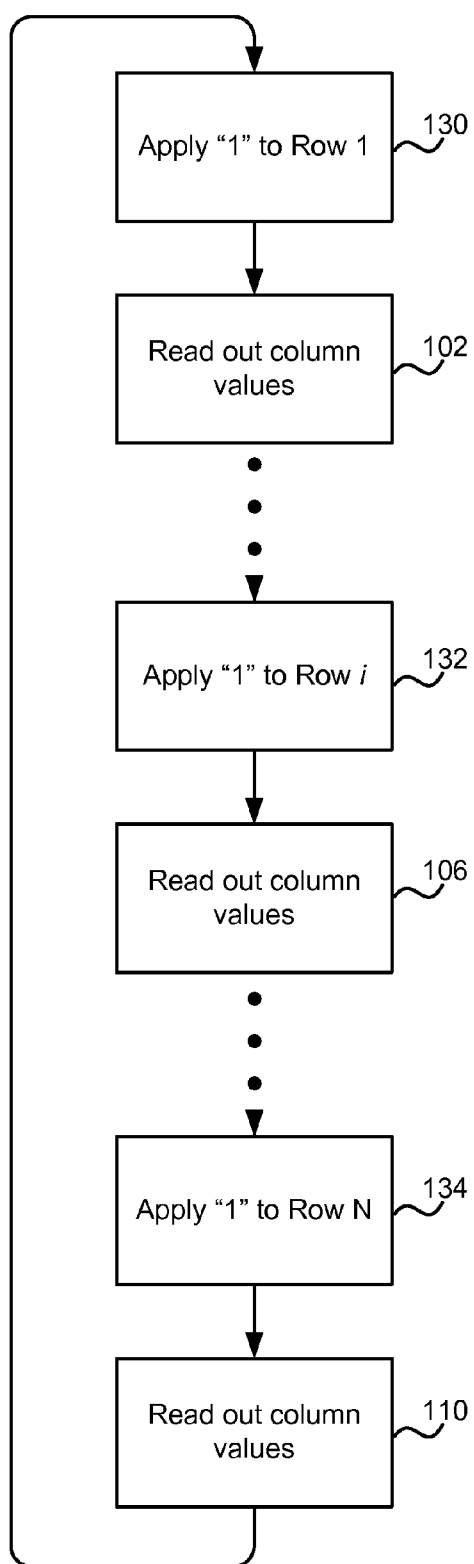 Apply “1” to Row 1
130
Read out column
values
102
Apply “1” to Row i
132
Read out column
values
106
Apply “1” to Row N
134
Read out column
values
110